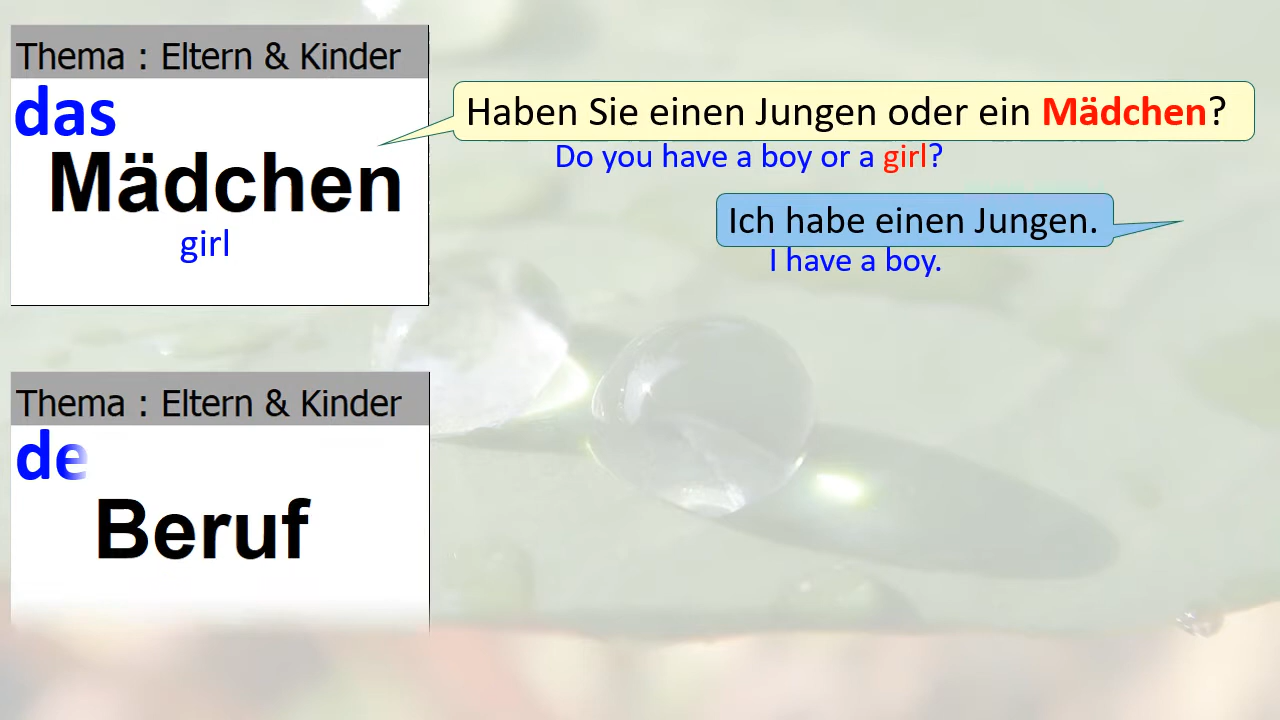 Thema : Eltern & Kinder
das
Mädchen
girl
Haben Sie einen Jungen oder ein Mädchen?
Do you have a boy or a girl?
Ich habe einen Jungen.
I have a boy.
Thema : Eltern & Kinder
de
Beruf